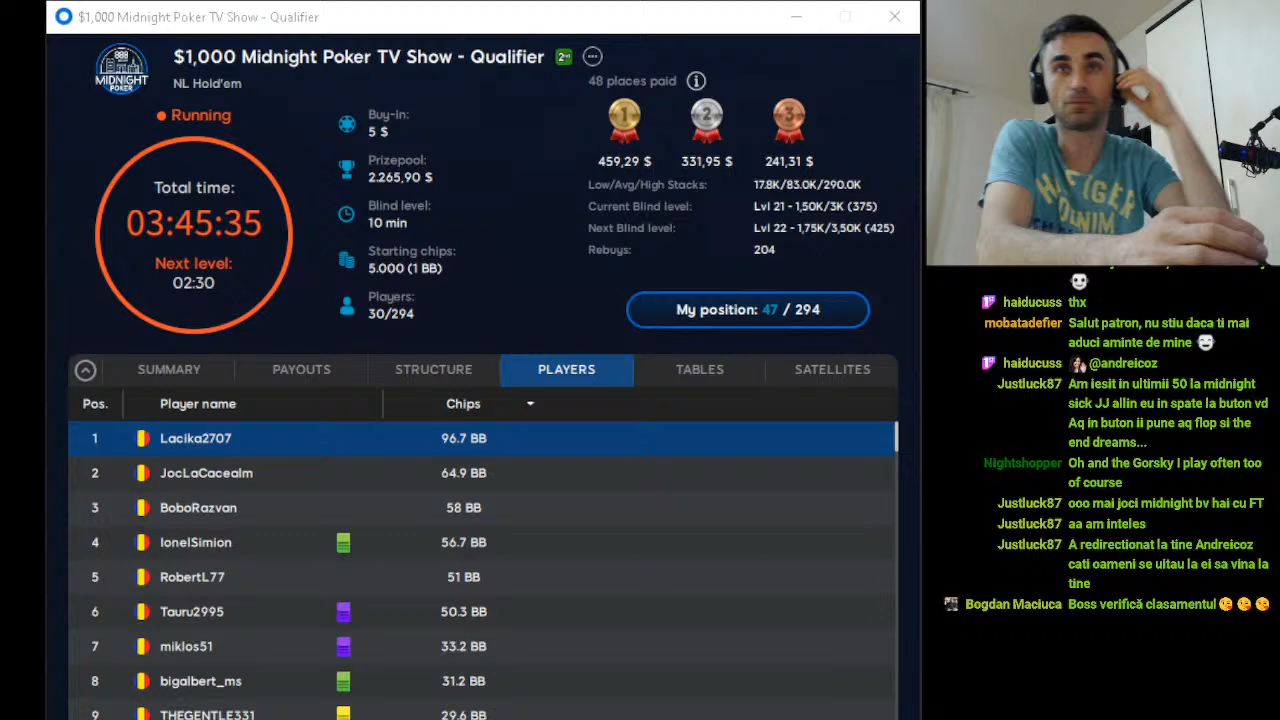 $1,000 Midnight Poker TV Show - Qualifier
888
MIDNIGHT
POKER
$1,000 Midnight Poker TV Show - Qualifier 2nd
NL Hold'em
48 places paid
Running
Total time:
03:45:35
Next level:
02:30
Buy-in:
5 $
Prizepool:
2.265,90 $
Blind level:
10 min
Starting chips:
5.000 (1 BB)
Players:
30/294
1 2 3
459,29 $ 331,95 $ 241,31 $
Low/Avg/High Stacks: 17.8K/83.0K/290.0K
Current Blind level: Lvl 21 - 1,50K/3K (375)
Next Blind level: Lvl 22 - 1,75K/3,50K (425)
Rebuys: 204
My position: 47 / 294
SUMMARY PAYOUTS STRUCTURE PLAYERS TABLES SATELLITES
Pos. Player name Chips
1 Lacika2707 96.7 BB
2 JocLaCacealm 64.9 BB
3 BoboRazvan 58 BB
4 IonelSimion 56.7 BB
5 RobertL77 51 BB
6 Tauru2995 50.3 BB
7 miklos51 33.2 BB
8 bigalbert_ms 31.2 BB
9 THEGENTLE331 29.6 BB
haiducuss thx
mobatadefier Salut patron, nu stiu daca ti mai
aduci aminte de mine
haiducuss @andreicoz
Justluck87 Am iesit in ultimii 50 la midnight
sick JJ allin eu in spate la buton vd
Aq in buton ii pune aq flop si the
end dreams...
Nightshopper Oh and the Gorsky I play often too
of course
Justluck87 ooo mai joci midnight bv hai cu FT
Justluck87 aa am inteles
Justluck87 A redirectionat la tine Andreicoz
cati oameni se uitau la ei sa vina la
tine
Bogdan Maciuca Boss verifică clasamentul